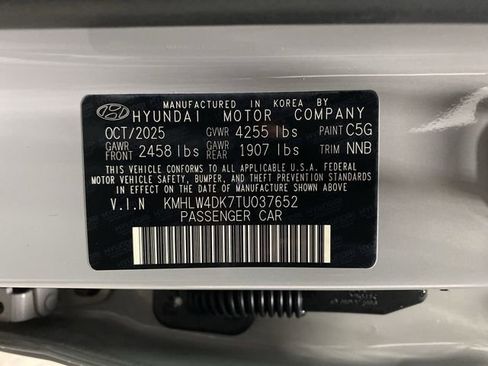 MANUFACTURED IN KOREA BY
HYUNDAI MOTOR COMPANY
OCT/2025 GVWR 4255 lbs PAINT C5G
GAWR FRONT 2458 lbs GAWR REAR 1907 lbs TRIM NNB
THIS VEHICLE CONFORMS TO ALL APPLICABLE U.S.A. FEDERAL
MOTOR VEHICLE SAFETY, BUMPER, AND THEFT PREVENTION STANDARDS
IN EFFECT ON THE DATE OF MANUFACTURE SHOWN ABOVE.
V.I.N KMHLW4DK7TU037652
PASSENGER CAR